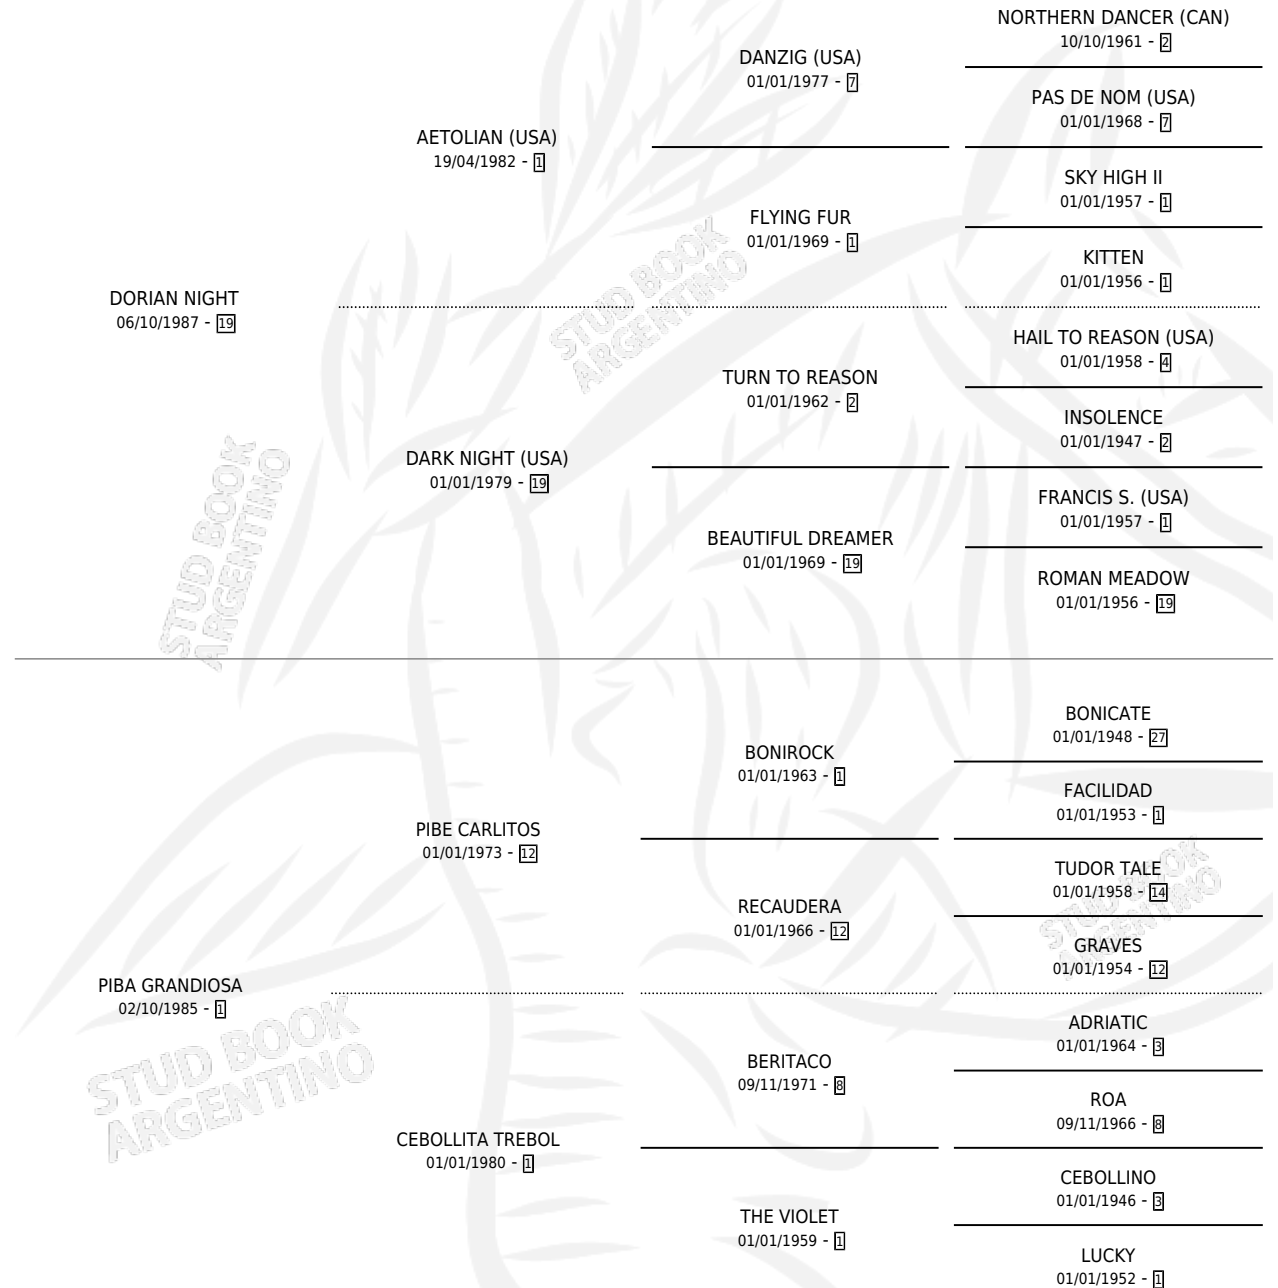 NORTHERN DANCER (CAN)
10/10/1961 - 2
DANZIG (USA)
01/01/1977 - 7
PAS DE NOM (USA)
01/01/1968 - 7
AETOLIAN (USA)
19/04/1982 - 1
SKY HIGH II
01/01/1957 - 1
FLYING FUR
01/01/1969 - 1
KITTEN
01/01/1956 - 1
STUD BOOK
ARGENTINO
DORIAN NIGHT
06/10/1987 - 19
HAIL TO REASON (USA)
01/01/1958 - 4
TURN TO REASON
01/01/1962 - 2
INSOLENCE
01/01/1947 - 2
DARK NIGHT (USA)
01/01/1979 - 19
FRANCIS S. (USA)
01/01/1957 - 1
BEAUTIFUL DREAMER
01/01/1969 - 19
ROMAN MEADOW
01/01/1956 - 19
STUD BOOK
ARGENTINO
BONICATE
01/01/1948 - 27
BONIROCK
01/01/1963 - 1
FACILIDAD
01/01/1953 - 1
PIBE CARLITOS
01/01/1973 - 12
TUDOR TALE
01/01/1958 - 14
RECAUDERA
01/01/1966 - 12
STUD BOOK
ARGENTINO
GRAVES
01/01/1954 - 12
PIBA GRANDIOSA
02/10/1985 - 1
ADRIATIC
01/01/1964 - 3
BERITACO
09/11/1971 - 8
STUD BOOK
ARGENTINO
ROA
09/11/1966 - 8
CEBOLLITA TREBOL
01/01/1980 - 1
CEBOLLINO
01/01/1946 - 3
THE VIOLET
01/01/1959 - 1
LUCKY
01/01/1952 - 1